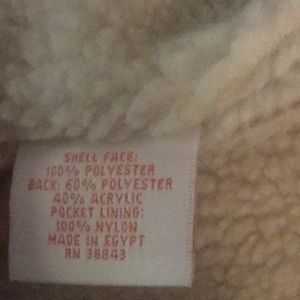 SHELL FACE:
100% POLYESTER
BACK: 60% POLYESTER
40% ACRYLIC
POCKET LINING:
100% NYLON
MADE IN EGYPT
RN 38843